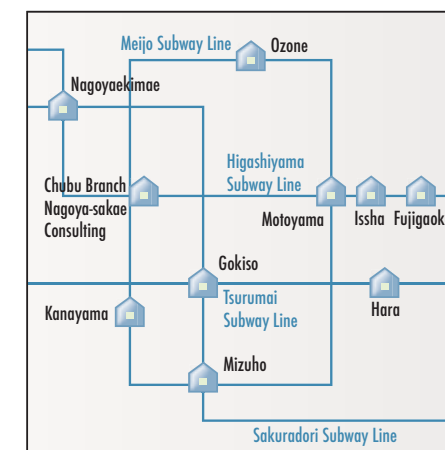 Meijo Subway Line
Ozone
Nagoyaekimae
Higashiyama
Subway Line
Chubu Branch
Nagoya-sakae
Consulting
Motoyama
Issha
Fujigaok
Gokiso
Tsurumai
Subway Line
Kanayama
Hara
Mizuho
Sakuradori Subway Line